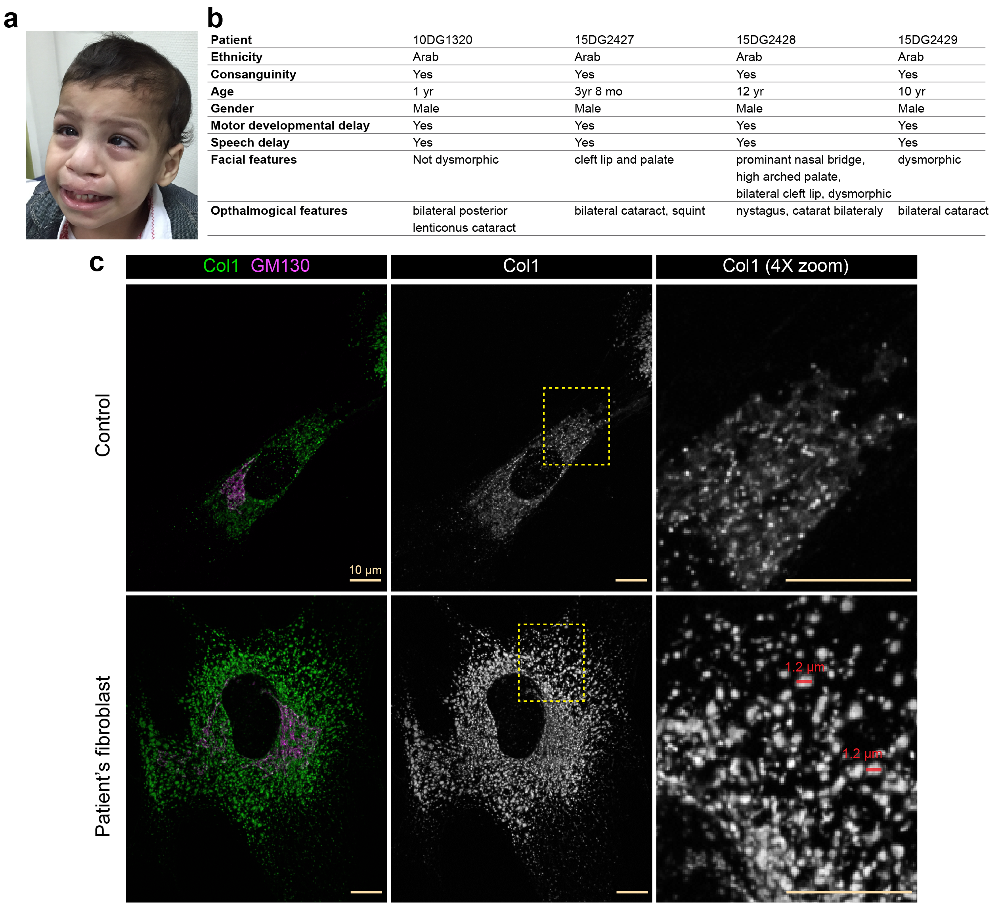 a
b
Patient 10DG1320 15DG2427 15DG2428 15DG2429
Ethnicity Arab Arab Arab Arab
Consanguinity Yes Yes Yes Yes
Age 1 yr 3yr 8 mo 12 yr 10 yr
Gender Male Male Male Male
Motor developmental delay Yes Yes Yes Yes
Speech delay Yes Yes Yes Yes
Facial features Not dysmorphic cleft lip and palate prominant nasal bridge, dysmorphic
high arched palate,
bilateral cleft lip, dysmorphic
Opthalmogical features bilateral posterior bilateral cataract, squint nystagus, catarat bilateraly bilateral cataract
lenticonus cataract
c
Col1 GM130 Col1 Col1 (4X zoom)
Control
10 µm
Patient's fibroblast
1.2 µm
1.2 µm